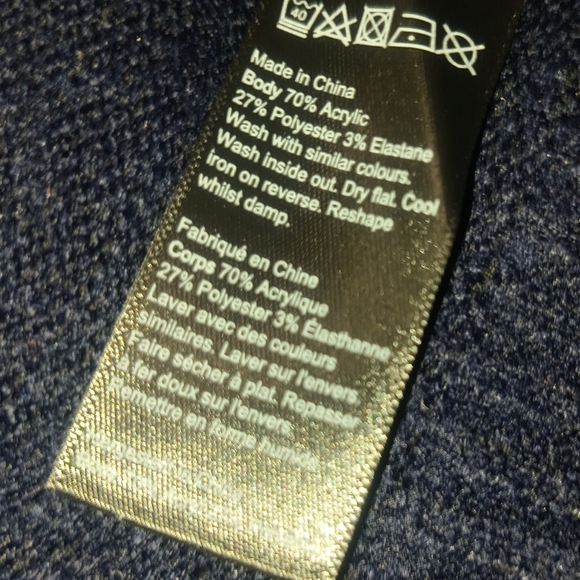 40
Made in China
Body 70% Acrylic
27% Polyester 3% Elastane
Wash with similar colours.
Wash inside out. Dry flat. Cool
Iron on reverse. Reshape
whilst damp.
Fabriqué en Chine
Corps 70% Acrylique
27% Polyester 3% Élasthanne
Laver avec des couleurs
similaires. Laver sur l'envers.
Faire sécher à plat. Repasser
à fer doux sur l'envers.
Remettre en forme humide.